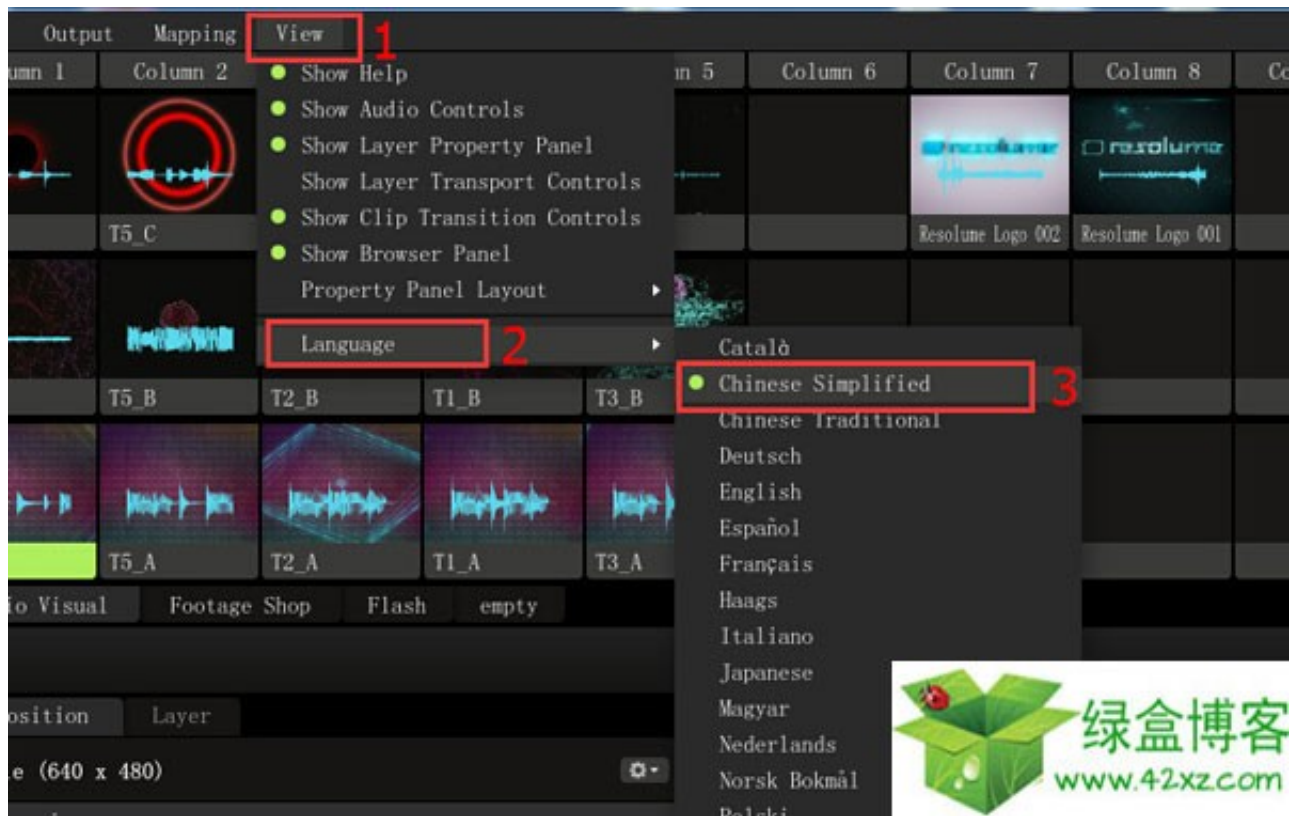 Output Mapping View 1
umn 1 Column 2 n 5 Column 6 Column 7 Column 8 Co
Show Help
Show Audio Controls
Show Layer Property Panel
Show Layer Transport Controls
Show Clip Transition Controls
Show Browser Panel
Property Panel Layout
Language 2
resolume
T5_C Resolume Logo 002 Resolume Logo 001
Català
Chinese Simplified 3
Chinese Traditional
Deutsch
English
Español
Français
Haags
Italiano
Japanese
Magyar
Nederlands
Norsk Bokmål
Polski
T5_B T2_B T1_B T3_B
T5_A T2_A T1_A T3_A
io Visual Footage Shop Flash empty
osition Layer
e (640 x 480)
绿盒博客
www.42xz.com